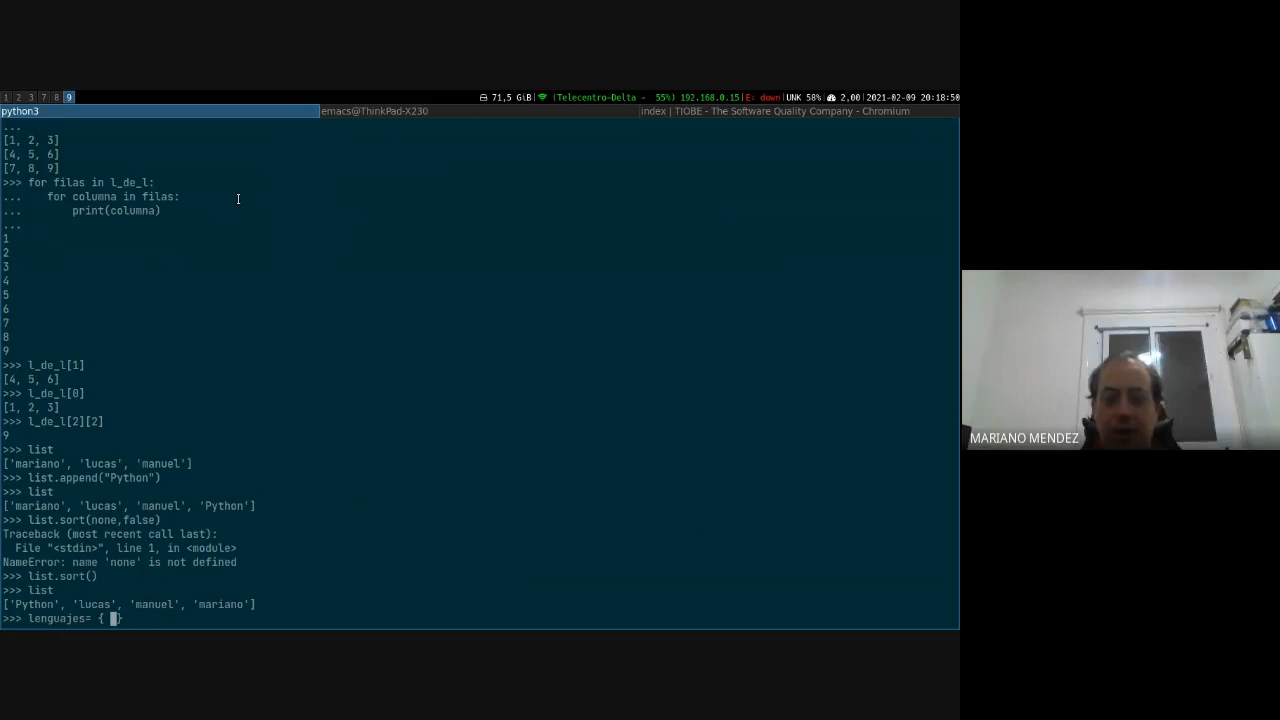 1 2 3 7 8 9
71,5 GiB| |(Telecentro-Delta - 55%) 192.168.0.15|E: down|UNK 58%| 2,00|2021-02-09 20:18:50
python3
emacs@ThinkPad-X230
index | TIOBE - The Software Quality Company - Chromium
...
[1, 2, 3]
[4, 5, 6]
[7, 8, 9]
>>> for filas in l_de_l:
...    for columna in filas:
...        print(columna)
...
1
2
3
4
5
6
7
8
9
>>> l_de_l[1]
[4, 5, 6]
>>> l_de_l[0]
[1, 2, 3]
>>> l_de_l[2][2]
9
>>> list
['mariano', 'lucas', 'manuel']
>>> list.append("Python")
>>> list
['mariano', 'lucas', 'manuel', 'Python']
>>> list.sort(none,false)
Traceback (most recent call last):
  File "<stdin>", line 1, in <module>
NameError: name 'none' is not defined
>>> list.sort()
>>> list
['Python', 'lucas', 'manuel', 'mariano']
>>> lenguajes= { }
MARIANO MENDEZ